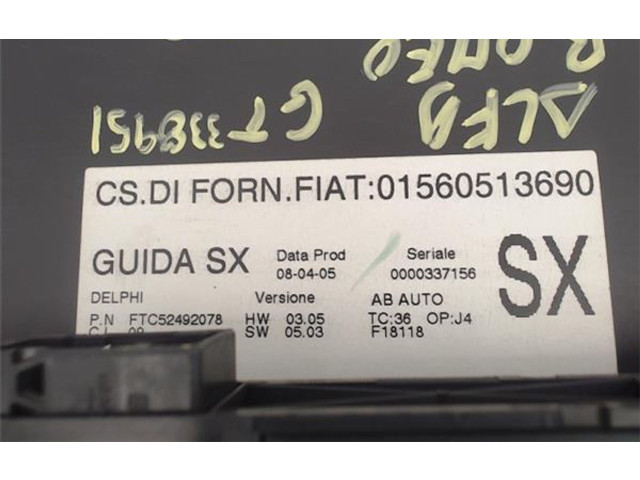 ALFA
ROMEO
GT
CS.DI FORN.FIAT:01560513690
GUIDA SX Data Prod Seriale SX
08-04-05 0000337156
DELPHI Versione AB AUTO
P.N FTC52492078 HW 03.05 TC:36 OP:J4
SW 05.03 F18118